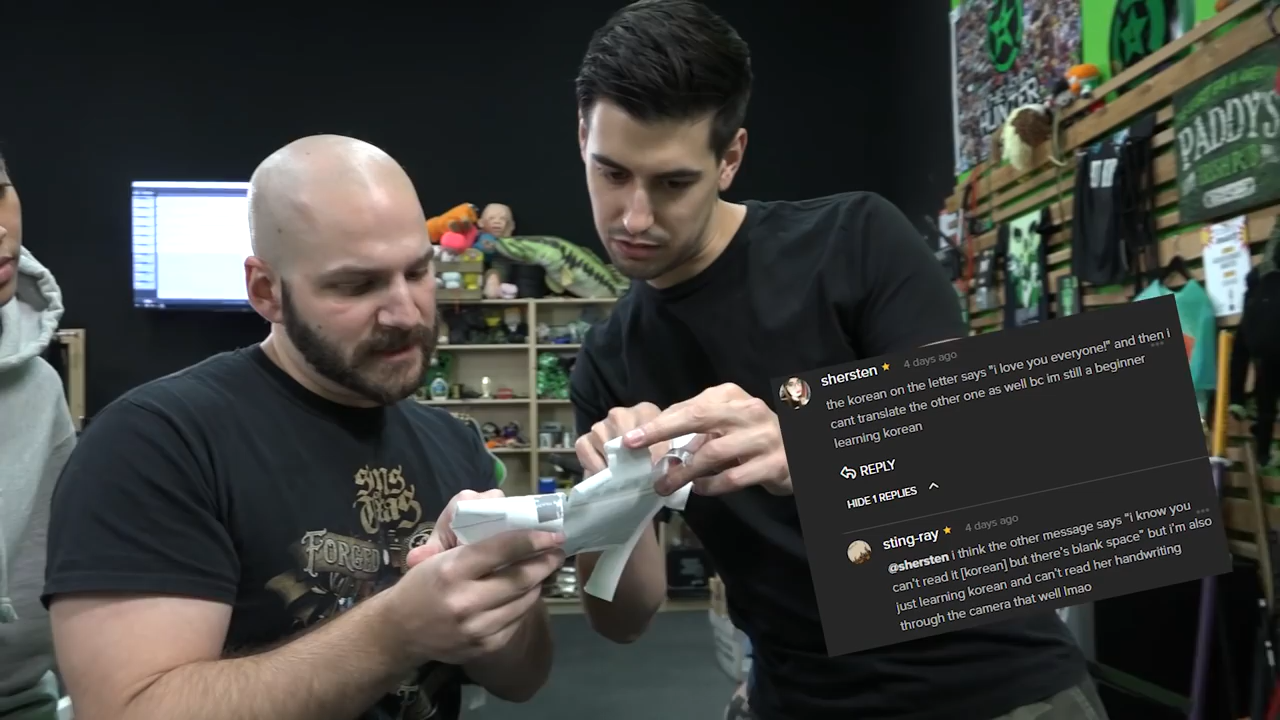 HUNTER
PADDY'S
SONS
FORGED
shersten ★ 4 days ago
the korean on the letter says "i love you everyone!" and then i
cant translate the other one as well bc im still a beginner
learning korean
REPLY
HIDE 1 REPLIES
sting-ray ★ 4 days ago
@shersten i think the other message says "i know you
can't read it [korean] but there's blank space" but i'm also
just learning korean and can't read her handwriting
through the camera that well lmao